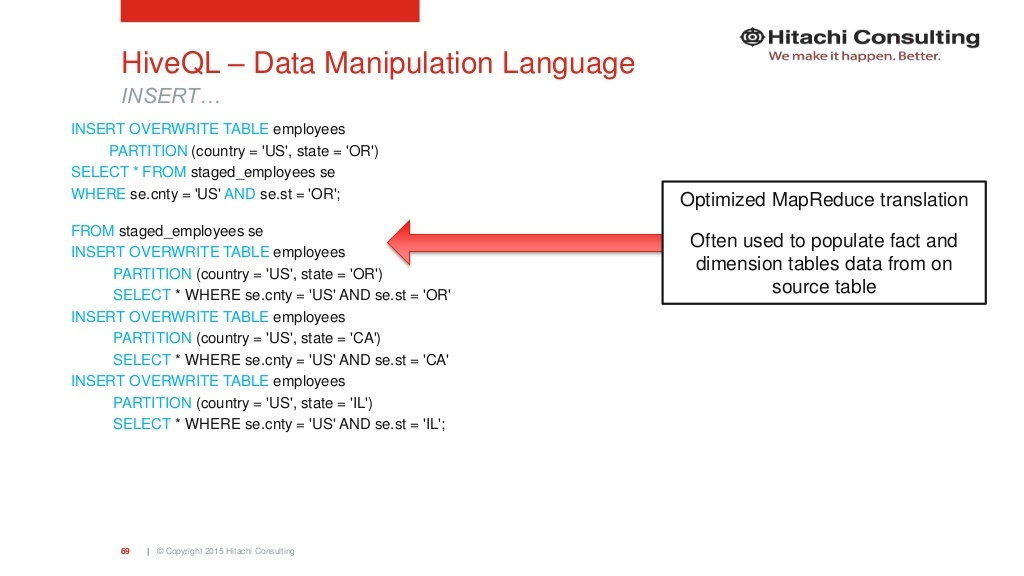 Hitachi Consulting
We make it happen. Better.
HiveQL – Data Manipulation Language
INSERT…
INSERT OVERWRITE TABLE employees
PARTITION (country = 'US', state = 'OR')
SELECT * FROM staged_employees se
WHERE se.cnty = 'US' AND se.st = 'OR';
FROM staged_employees se
INSERT OVERWRITE TABLE employees
PARTITION (country = 'US', state = 'OR')
SELECT * WHERE se.cnty = 'US' AND se.st = 'OR'
INSERT OVERWRITE TABLE employees
PARTITION (country = 'US', state = 'CA')
SELECT * WHERE se.cnty = 'US' AND se.st = 'CA'
INSERT OVERWRITE TABLE employees
PARTITION (country = 'US', state = 'IL')
SELECT * WHERE se.cnty = 'US' AND se.st = 'IL';
Optimized MapReduce translation
Often used to populate fact and
dimension tables data from on
source table
69 | © Copyright 2015 Hitachi Consulting